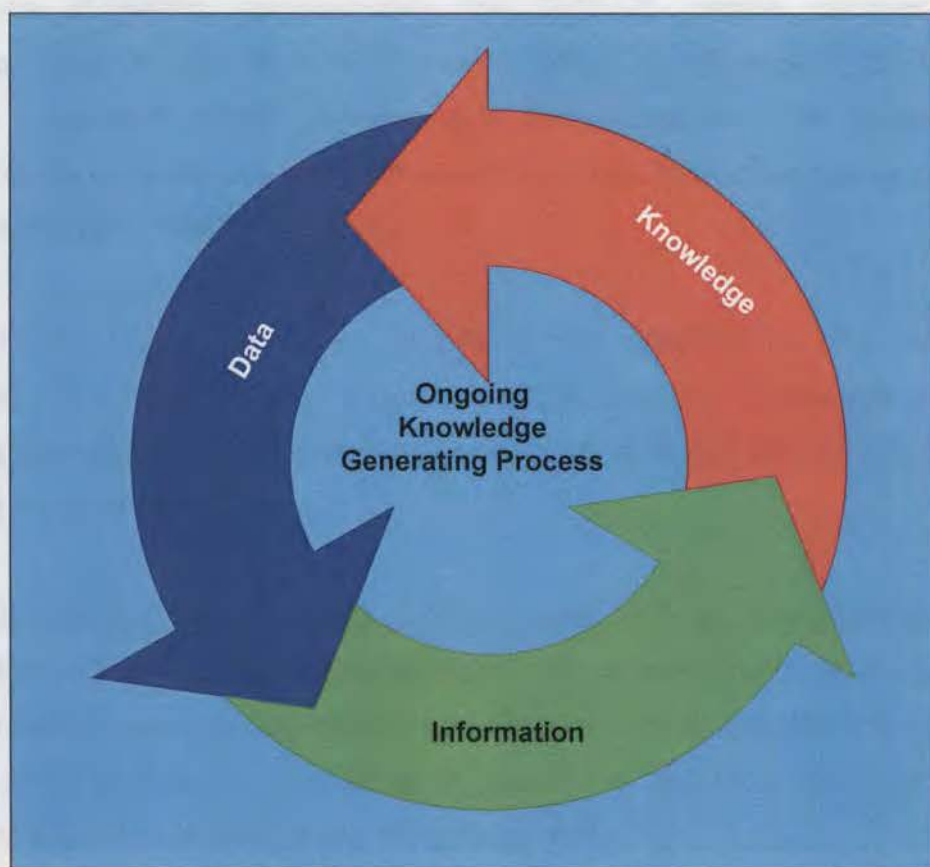 Knowledge
Data
Ongoing
Knowledge
Generating Process
Information